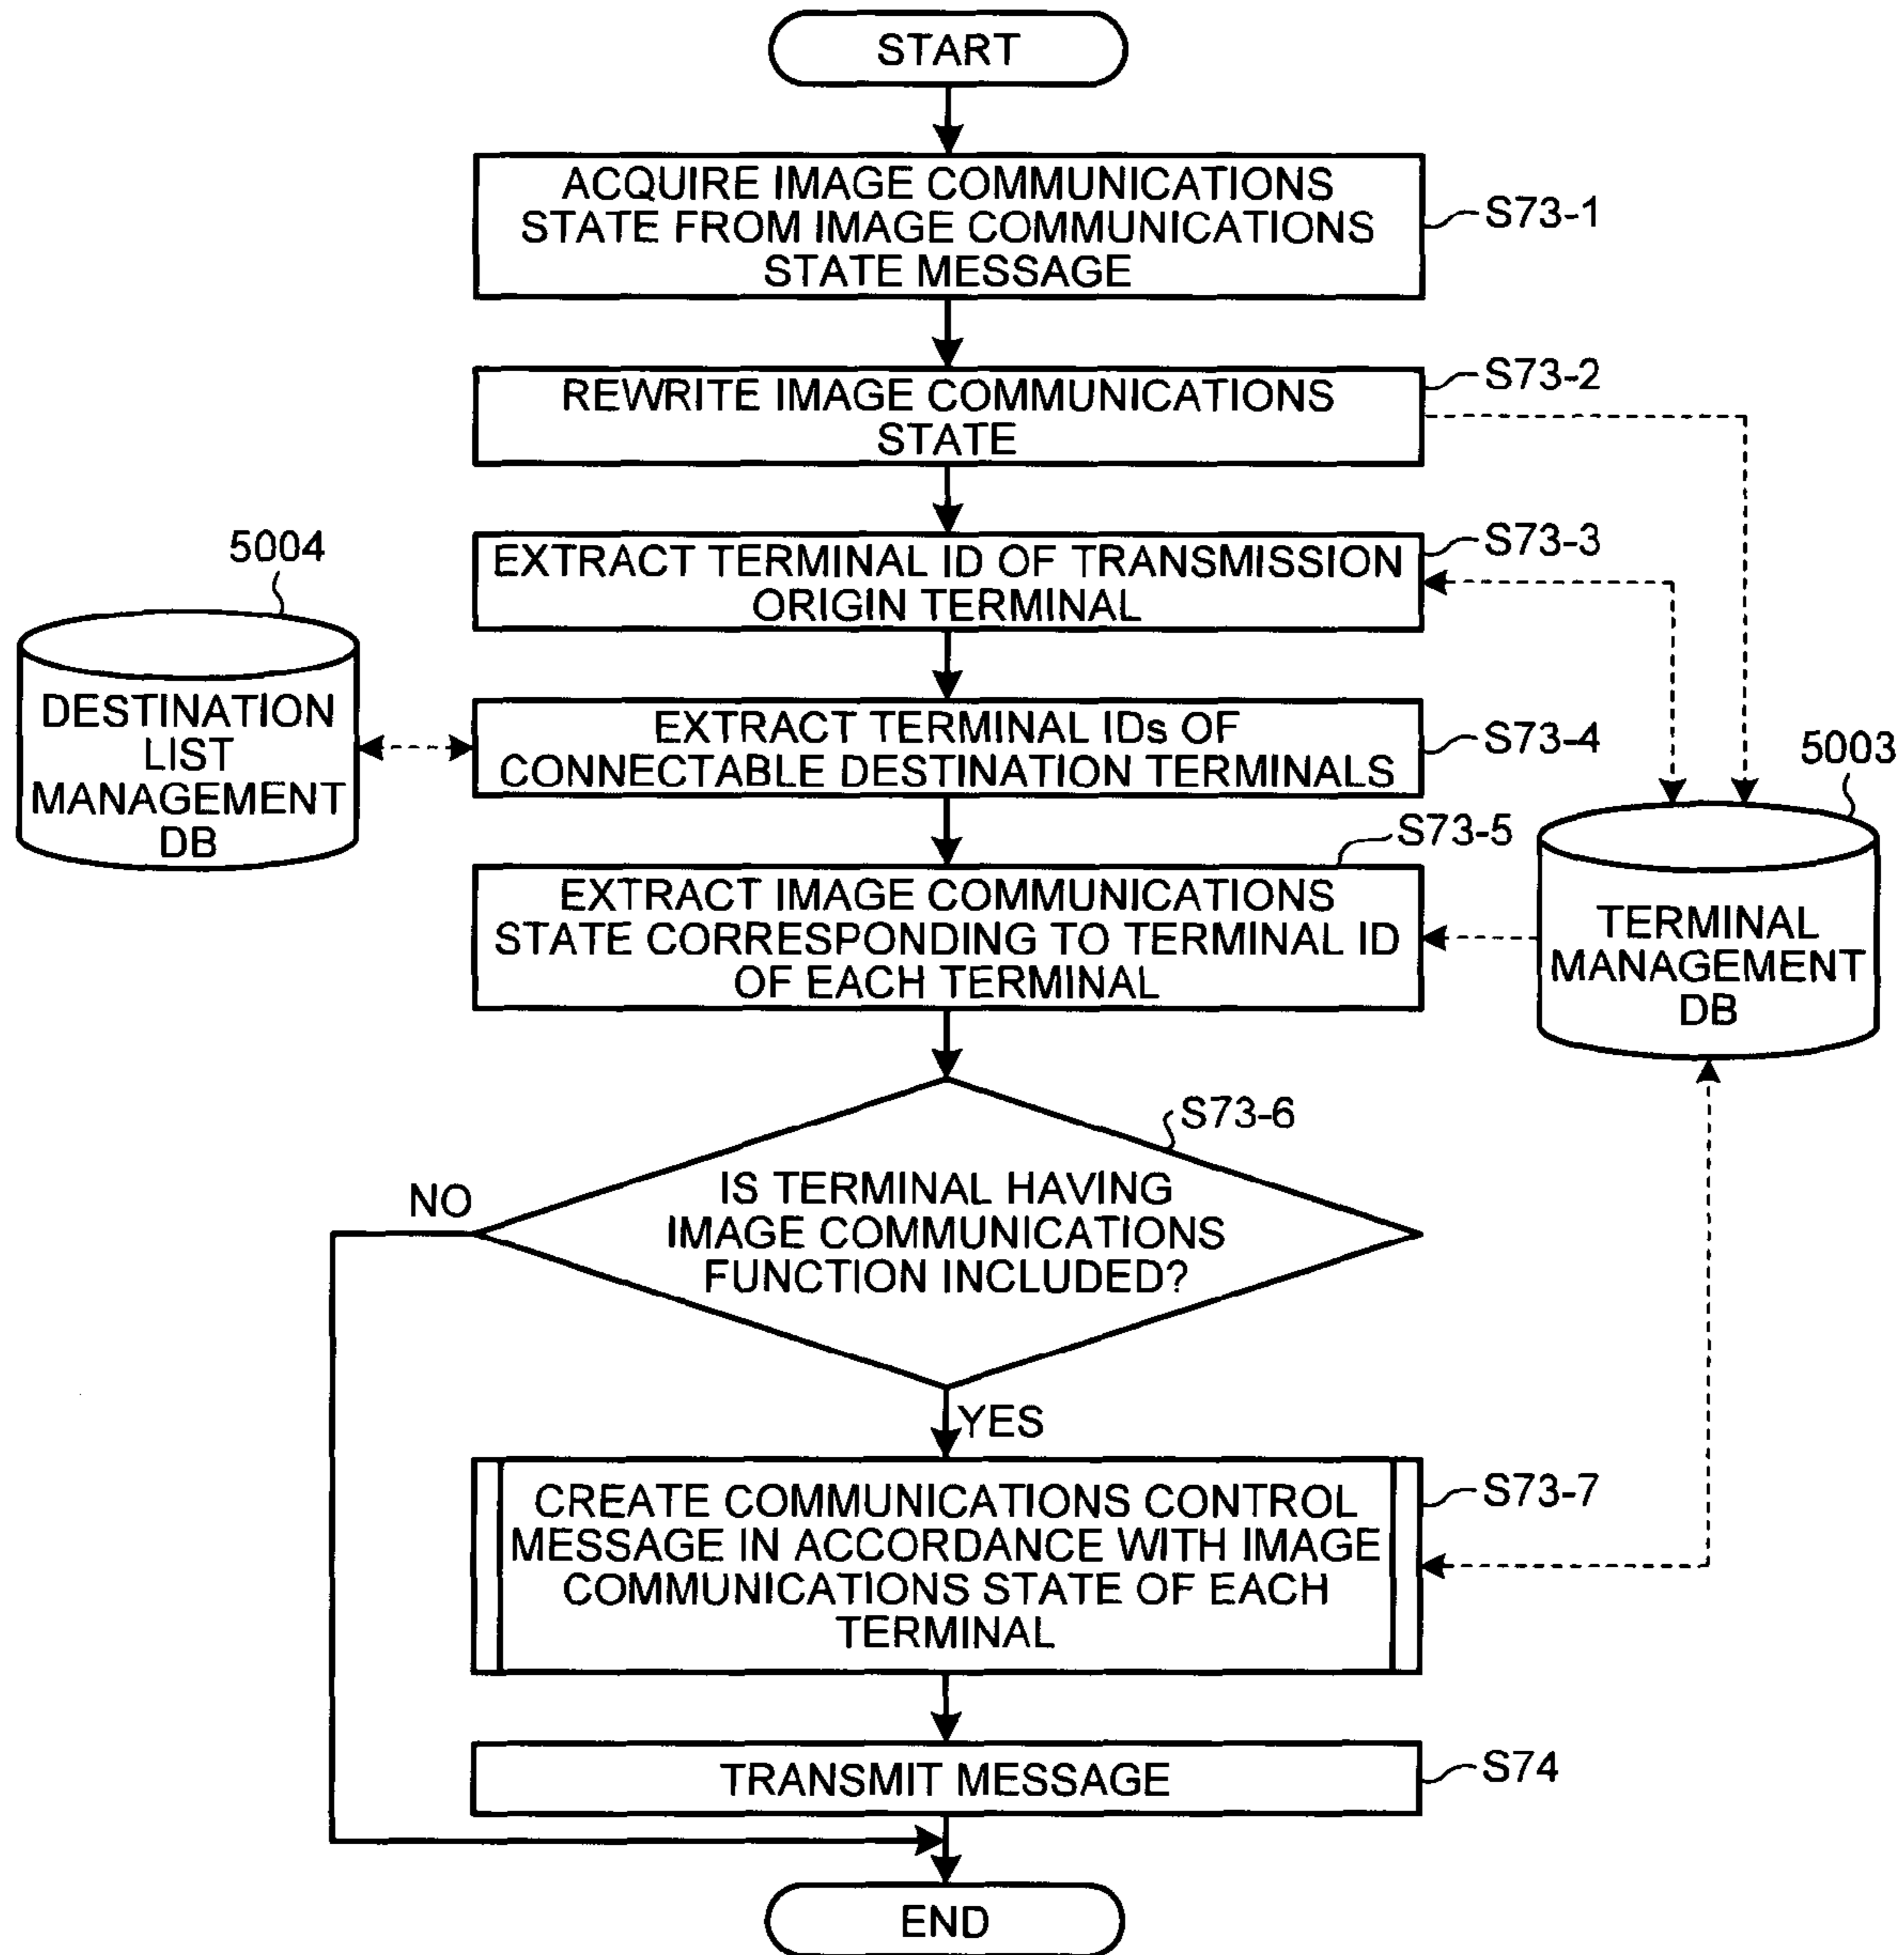 START
ACQUIRE IMAGE COMMUNICATIONS
STATE FROM IMAGE COMMUNICATIONS
STATE MESSAGE
S73-1
REWRITE IMAGE COMMUNICATIONS
STATE
S73-2
EXTRACT TERMINAL ID OF TRANSMISSION
ORIGIN TERMINAL
S73-3
5004
DESTINATION
LIST
MANAGEMENT
DB
EXTRACT TERMINAL IDs OF
CONNECTABLE DESTINATION TERMINALS
S73-4
5003
TERMINAL
MANAGEMENT
DB
S73-5
EXTRACT IMAGE COMMUNICATIONS
STATE CORRESPONDING TO TERMINAL ID
OF EACH TERMINAL
S73-6
IS TERMINAL HAVING
IMAGE COMMUNICATIONS
FUNCTION INCLUDED?
NO
YES
CREATE COMMUNICATIONS CONTROL
MESSAGE IN ACCORDANCE WITH IMAGE
COMMUNICATIONS STATE OF EACH
TERMINAL
S73-7
TRANSMIT MESSAGE
S74
END